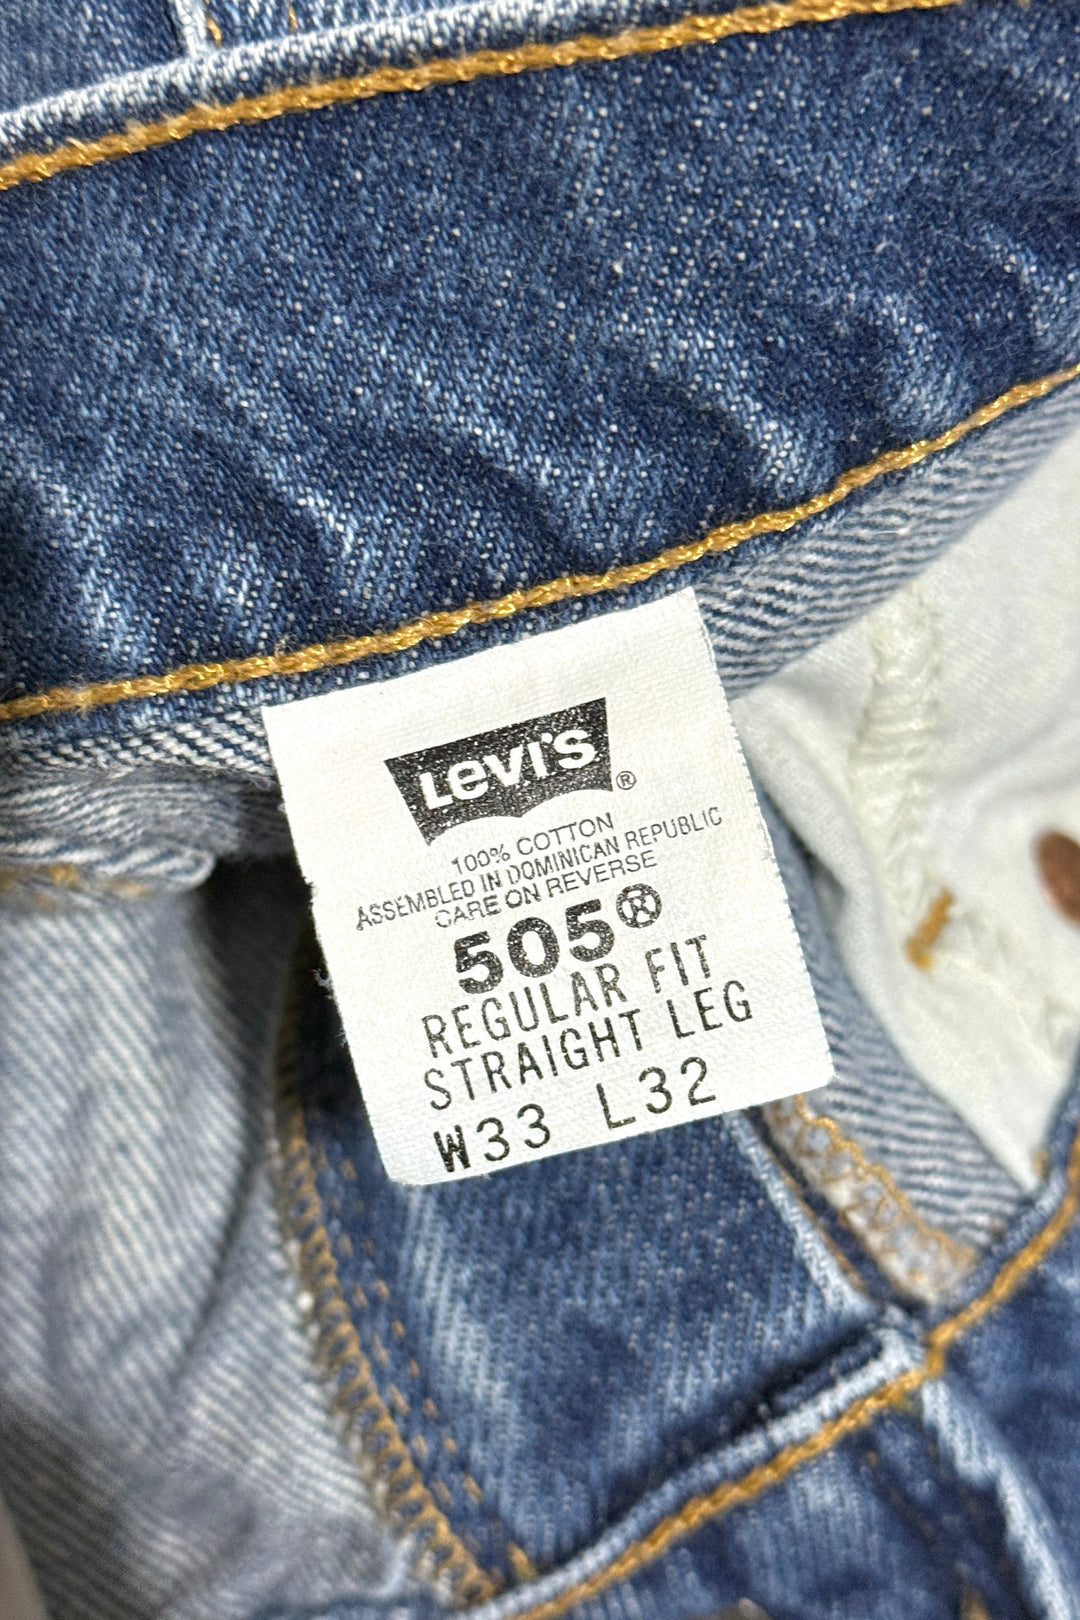 Levi's®
100% COTTON
ASSEMBLED IN DOMINICAN REPUBLIC
CARE ON REVERSE
505®
REGULAR FIT
STRAIGHT LEG
W33 L32